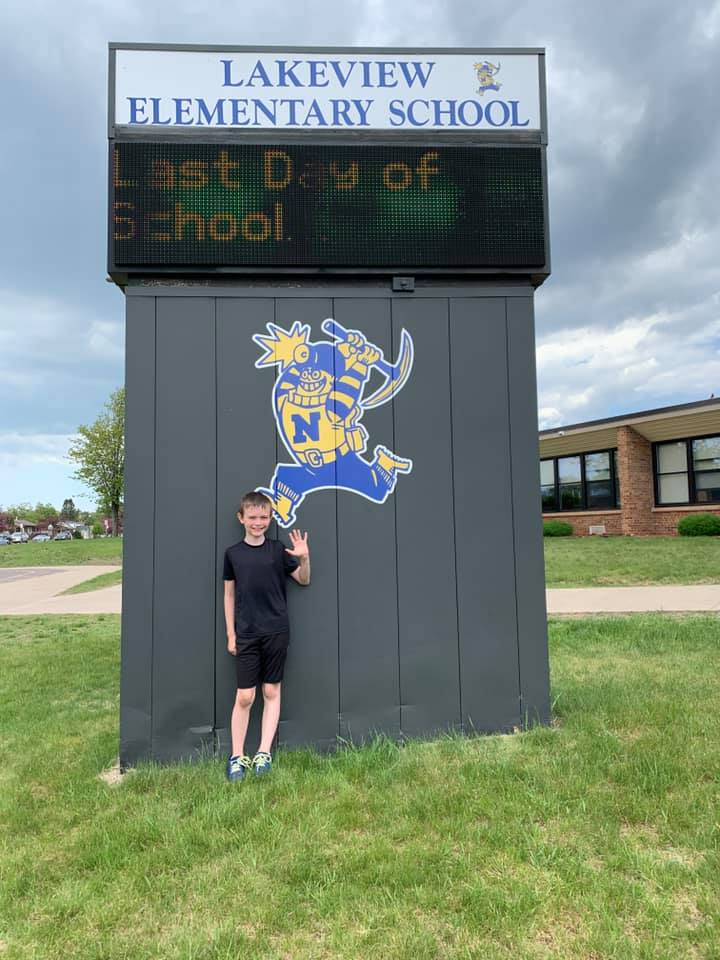 LAKEVIEW
ELEMENTARY SCHOOL
Last Day of
School
N